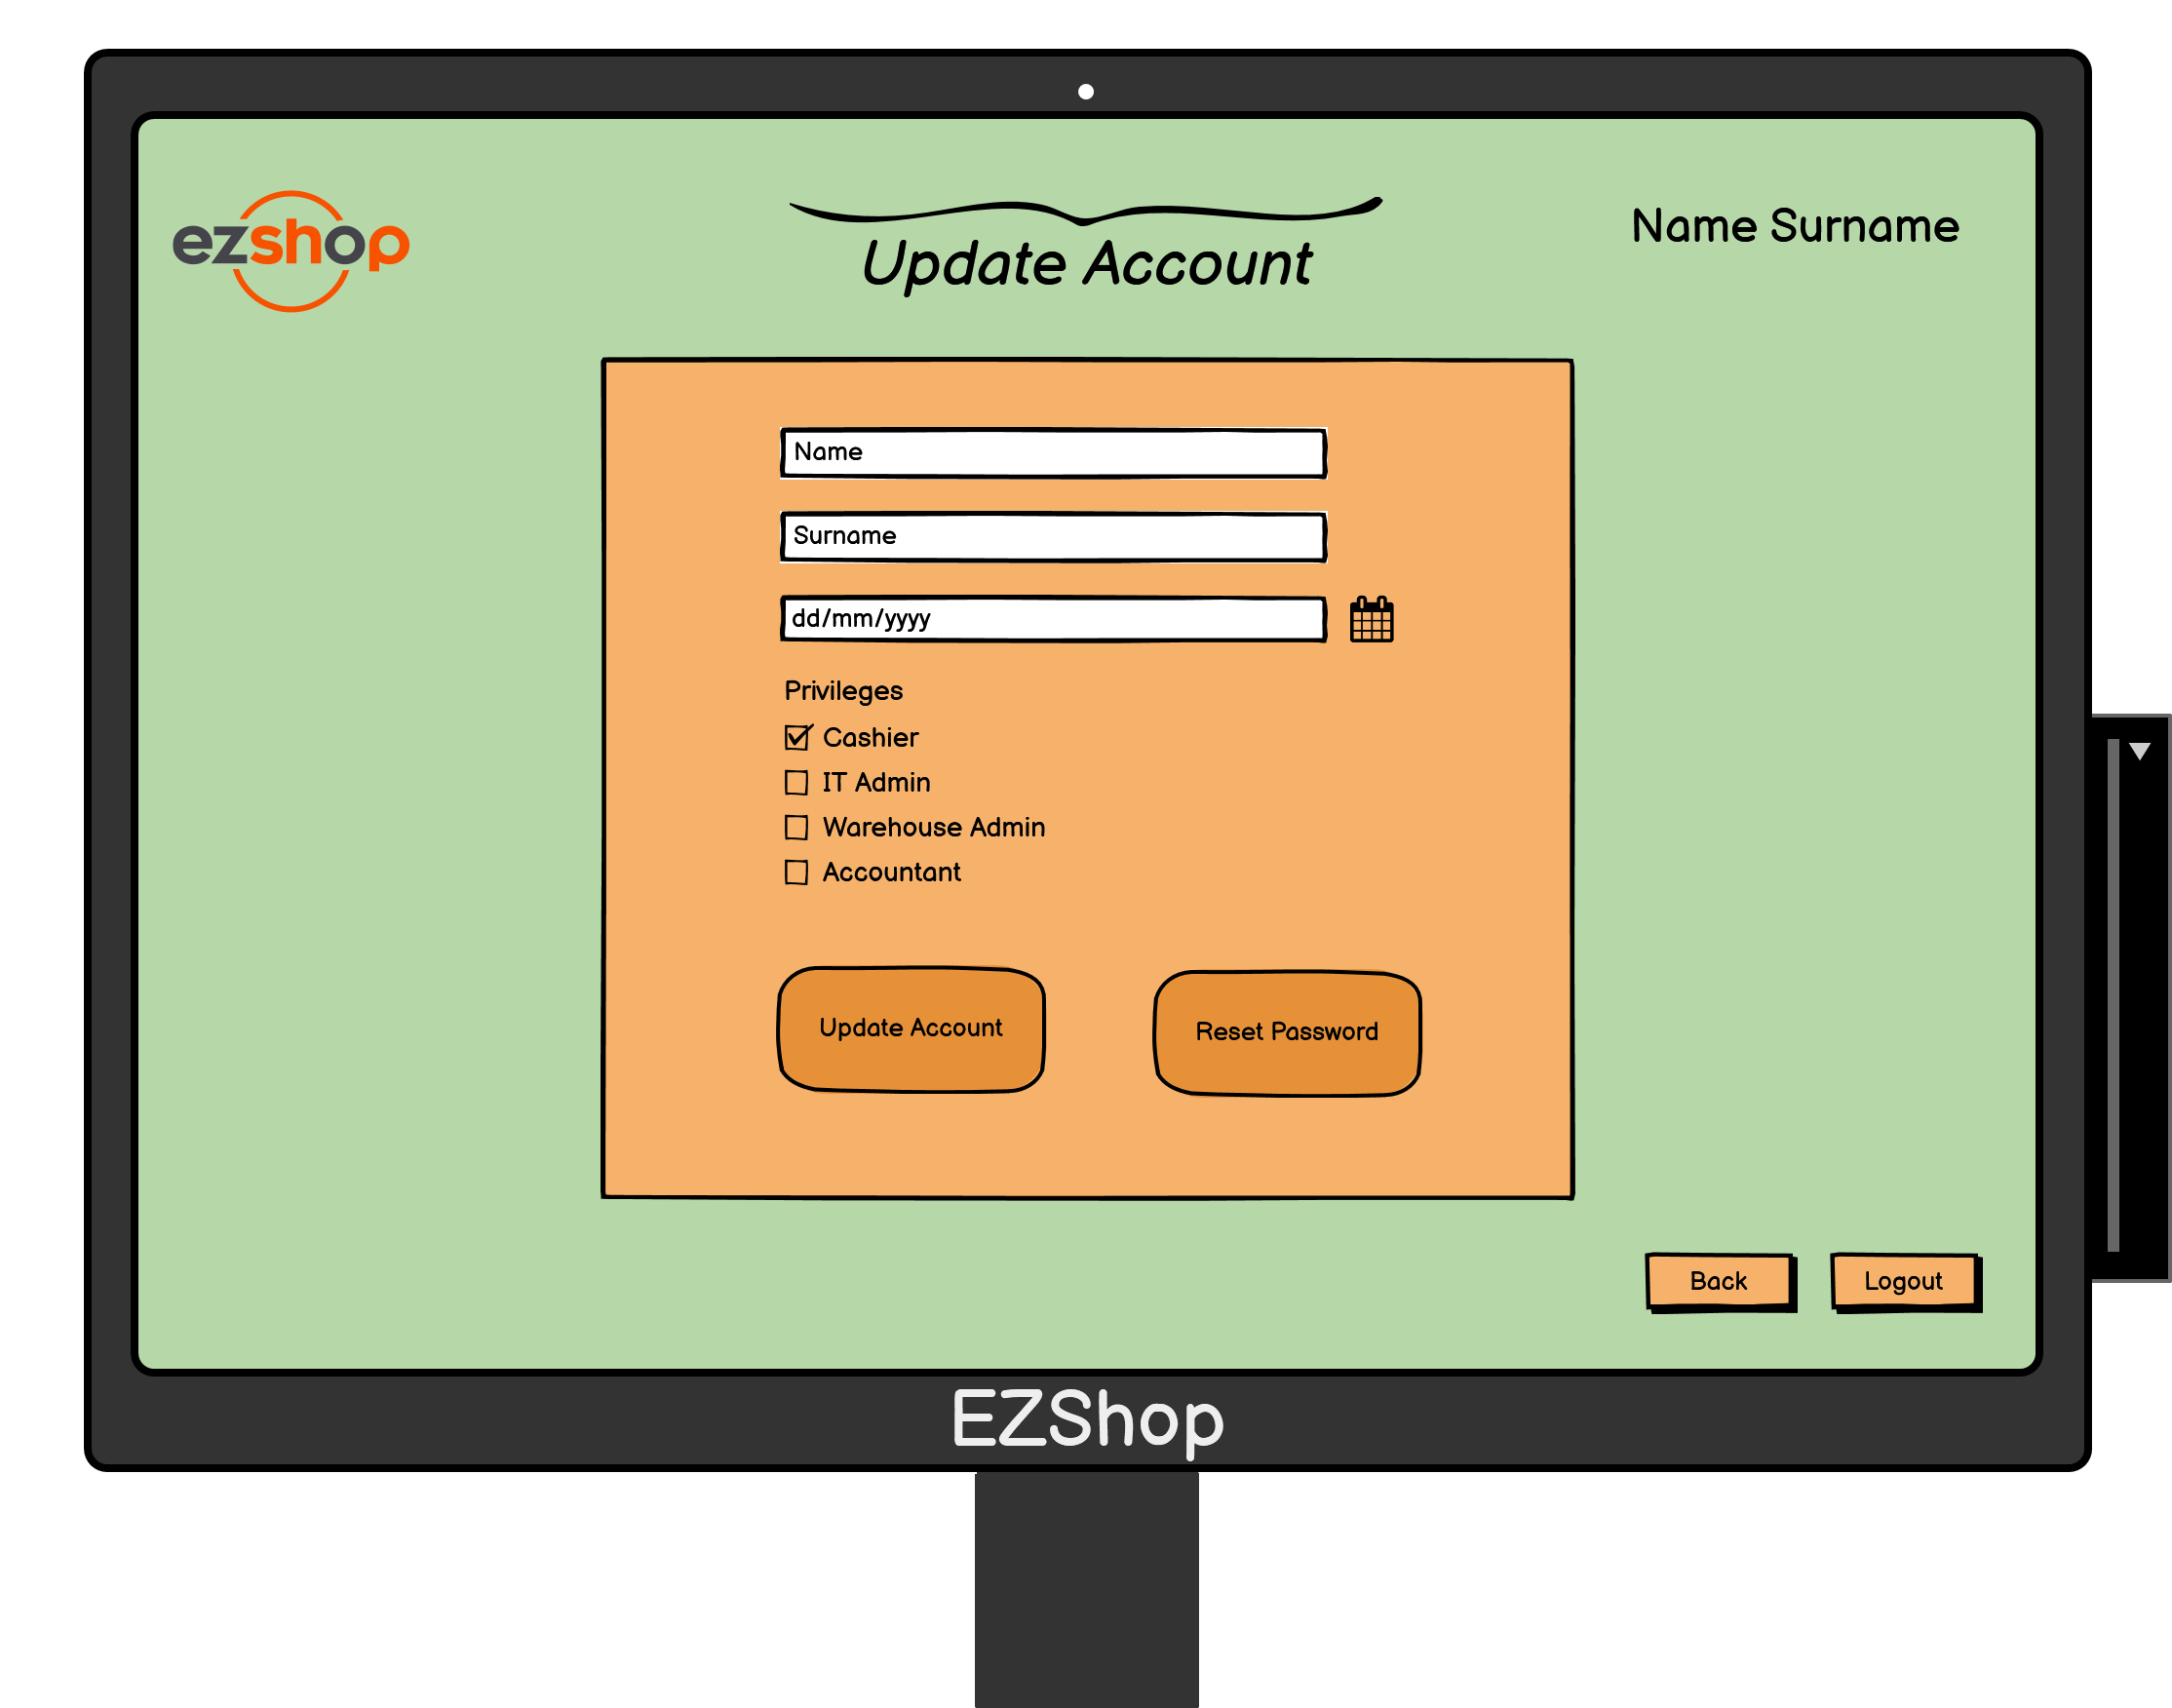 ezshop
Update Account
Name Surname
Name
Surname
dd/mm/yyyy
Privileges
Cashier
IT Admin
Warehouse Admin
Accountant
Update Account
Reset Password
Back
Logout
EZShop